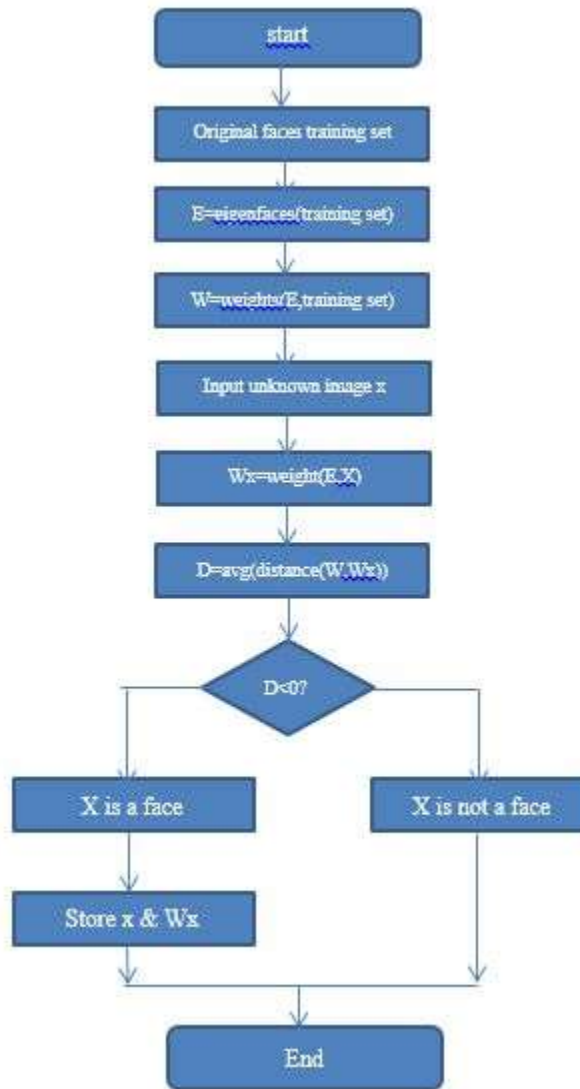 start
Original faces training set
E=eigenfaces(training set)
W=weights(E,training set)
Input unknown image x
Wx=weight(E,X)
D=avg(distance(W,Wx))
D<0?
X is a face
X is not a face
Store x & Wx
End